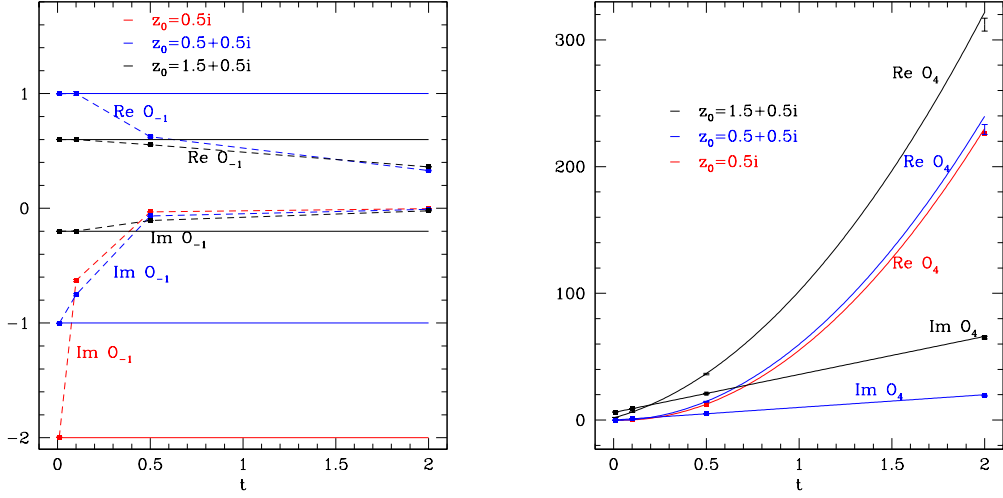 z₀=0.5i
z₀=0.5+0.5i
z₀=1.5+0.5i
1
0
−1
−2
Re O₋₁
Re O₋₁
Im O₋₁
Im O₋₁
Im O₋₁
0 0.5 1 1.5 2
t
300
200
100
0
Re O₄
z₀=1.5+0.5i
z₀=0.5+0.5i
z₀=0.5i
Re O₄
Re O₄
Im O₄
Im O₄
0 0.5 1 1.5 2
t